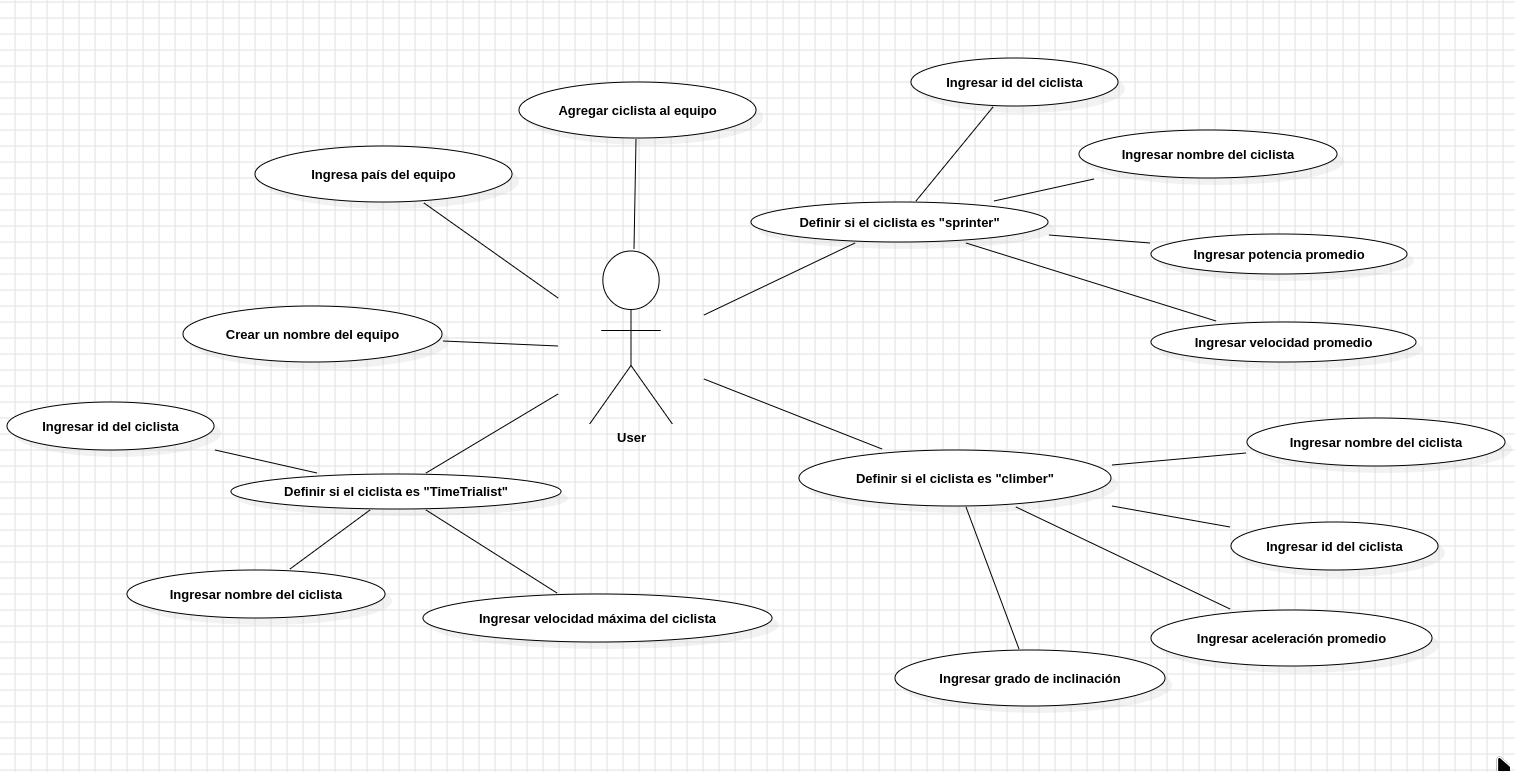 Ingresar id del ciclista
Agregar ciclista al equipo
Ingresar nombre del ciclista
Ingresa país del equipo
Definir si el ciclista es "sprinter"
Ingresar potencia promedio
Crear un nombre del equipo
Ingresar velocidad promedio
Ingresar id del ciclista
User
Ingresar nombre del ciclista
Definir si el ciclista es "climber"
Definir si el ciclista es "TimeTrialist"
Ingresar id del ciclista
Ingresar nombre del ciclista
Ingresar velocidad máxima del ciclista
Ingresar aceleración promedio
Ingresar grado de inclinación